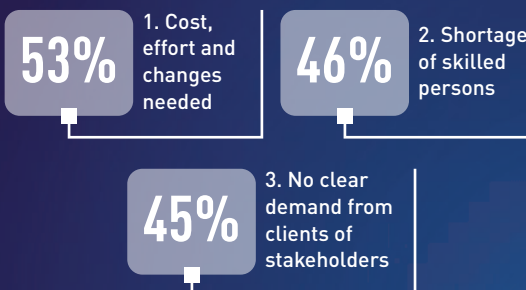 53%
1. Cost,
effort and
changes
needed
46%
2. Shortage
of skilled
persons
45%
3. No clear
demand from
clients of
stakeholders